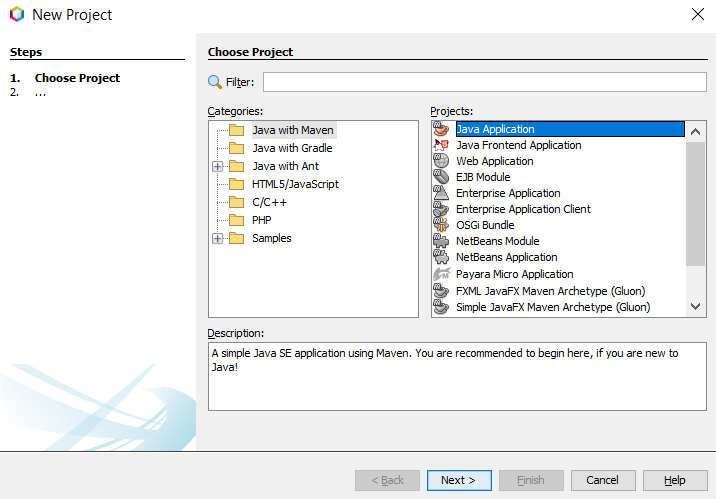 New Project
Steps
1. Choose Project
2. ...
Choose Project
Filter:
Categories:
Java with Maven
Java with Gradle
Java with Ant
HTML5/JavaScript
C/C++
PHP
Samples
Projects:
Java Application
Java Frontend Application
Web Application
EJB Module
Enterprise Application
Enterprise Application Client
OSGi Bundle
NetBeans Module
NetBeans Application
Payara Micro Application
FXML JavaFX Maven Archetype (Gluon)
Simple JavaFX Maven Archetype (Gluon)
Description:
A simple Java SE application using Maven. You are recommended to begin here, if you are new to
Java!
< Back
Next >
Finish
Cancel
Help